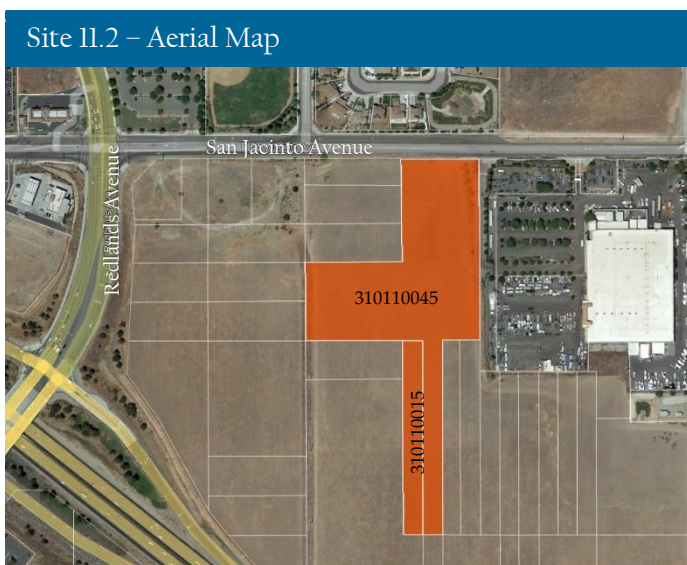 Site 11.2 – Aerial Map
San Jacinto Avenue
Redlands Avenue
310110045
310110015